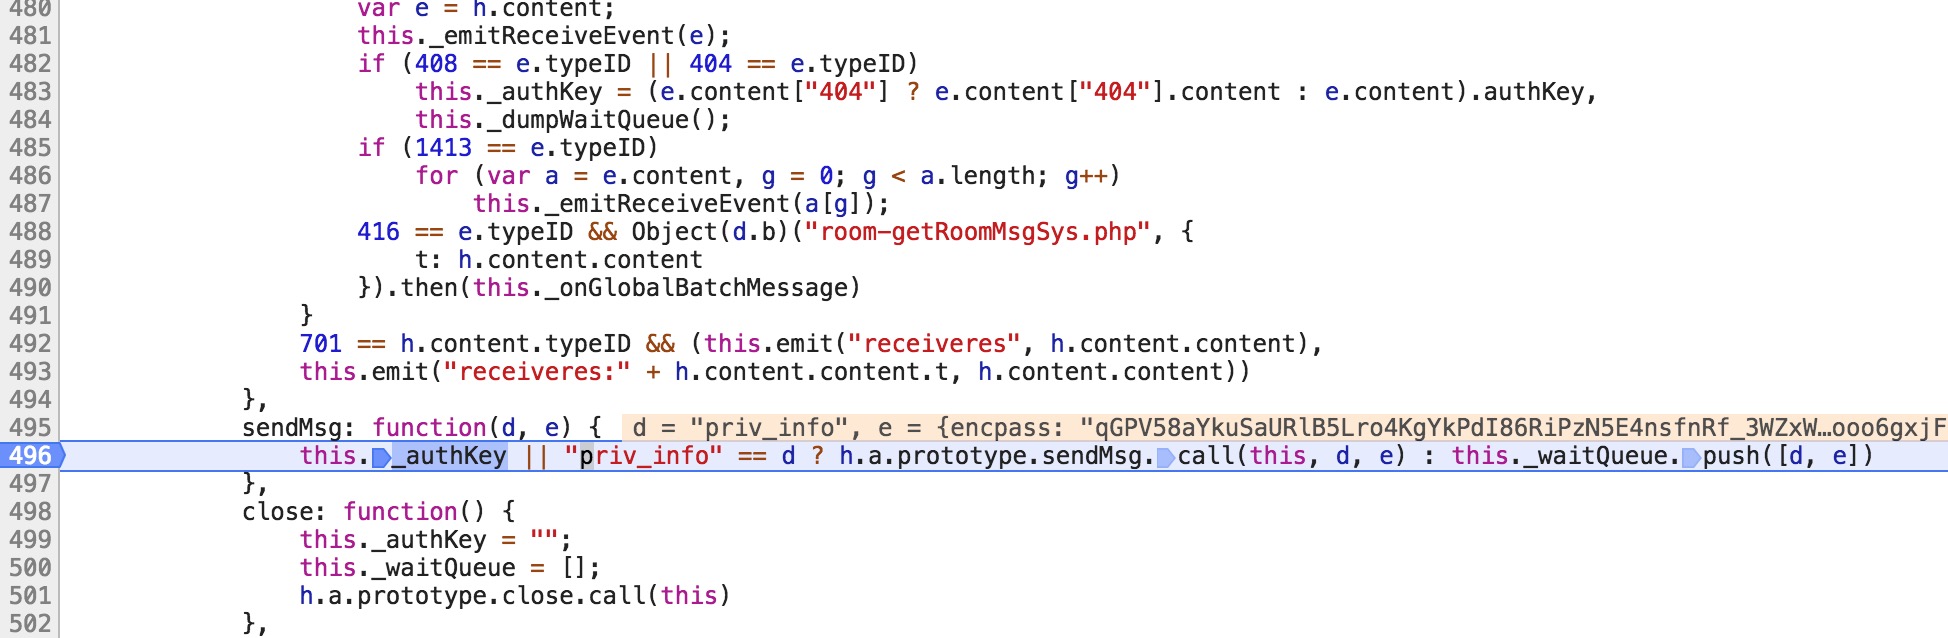 480 var e = h.content;
481 this._emitReceiveEvent(e);
482 if (408 == e.typeID || 404 == e.typeID)
483 this._authKey = (e.content["404"] ? e.content["404"].content : e.content).authKey,
484 this._dumpWaitQueue();
485 if (1413 == e.typeID)
486 for (var a = e.content, g = 0; g < a.length; g++)
487 this._emitReceiveEvent(a[g]);
488 416 == e.typeID && Object(d.b)("room-getRoomMsgSys.php", {
489 t: h.content.content
490 }).then(this._onGlobalBatchMessage)
491 }
492 701 == h.content.typeID && (this.emit("receiveres", h.content.content),
493 this.emit("receiveres:" + h.content.content.t, h.content.content))
494 },
495 sendMsg: function(d, e) { d = "priv_info", e = {encpass: "qGPV58aYkuSaURlB5Lro4KgYkPdI86RiPzN5E4nsfnRf_3WZxW…ooo6gxjF
496 this._authKey || "priv_info" == d ? h.a.prototype.sendMsg.call(this, d, e) : this._waitQueue.push([d, e])
497 },
498 close: function() {
499 this._authKey = "";
500 this._waitQueue = [];
501 h.a.prototype.close.call(this)
502 },